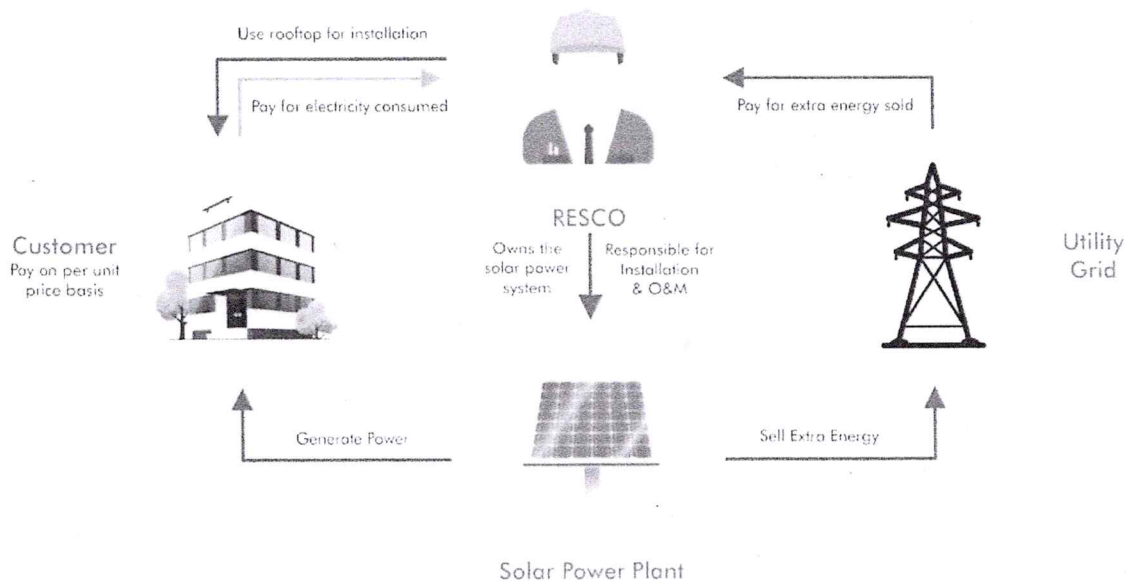 Use rooftop for installation
Pay for electricity consumed
Pay for extra energy sold
Customer
Pay on per unit
price basis
RESCO
Owns the
solar power
system
Responsible for
Installation
& O&M
Utility
Grid
Generate Power
Sell Extra Energy
Solar Power Plant